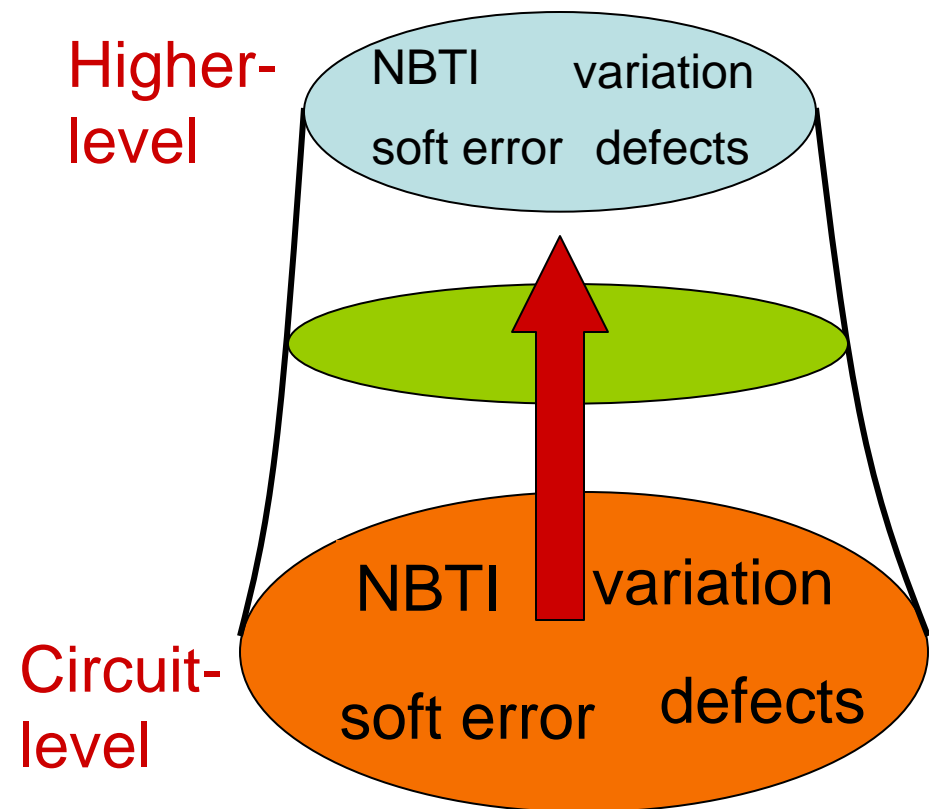 Higher-
level
NBTI variation
soft error defects
NBTI variation
soft error defects
Circuit-
level